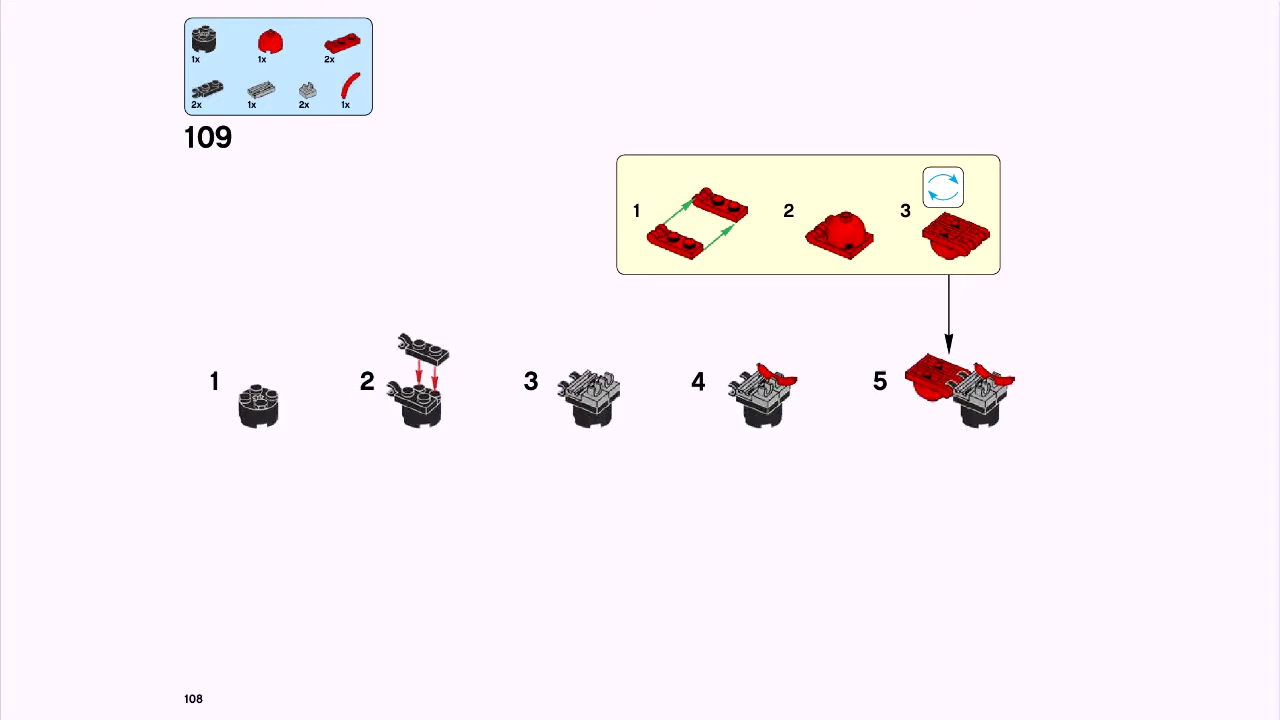 1x 1x 2x
2x 1x 2x 1x
109
1 2 3
1 2 3 4 5
108